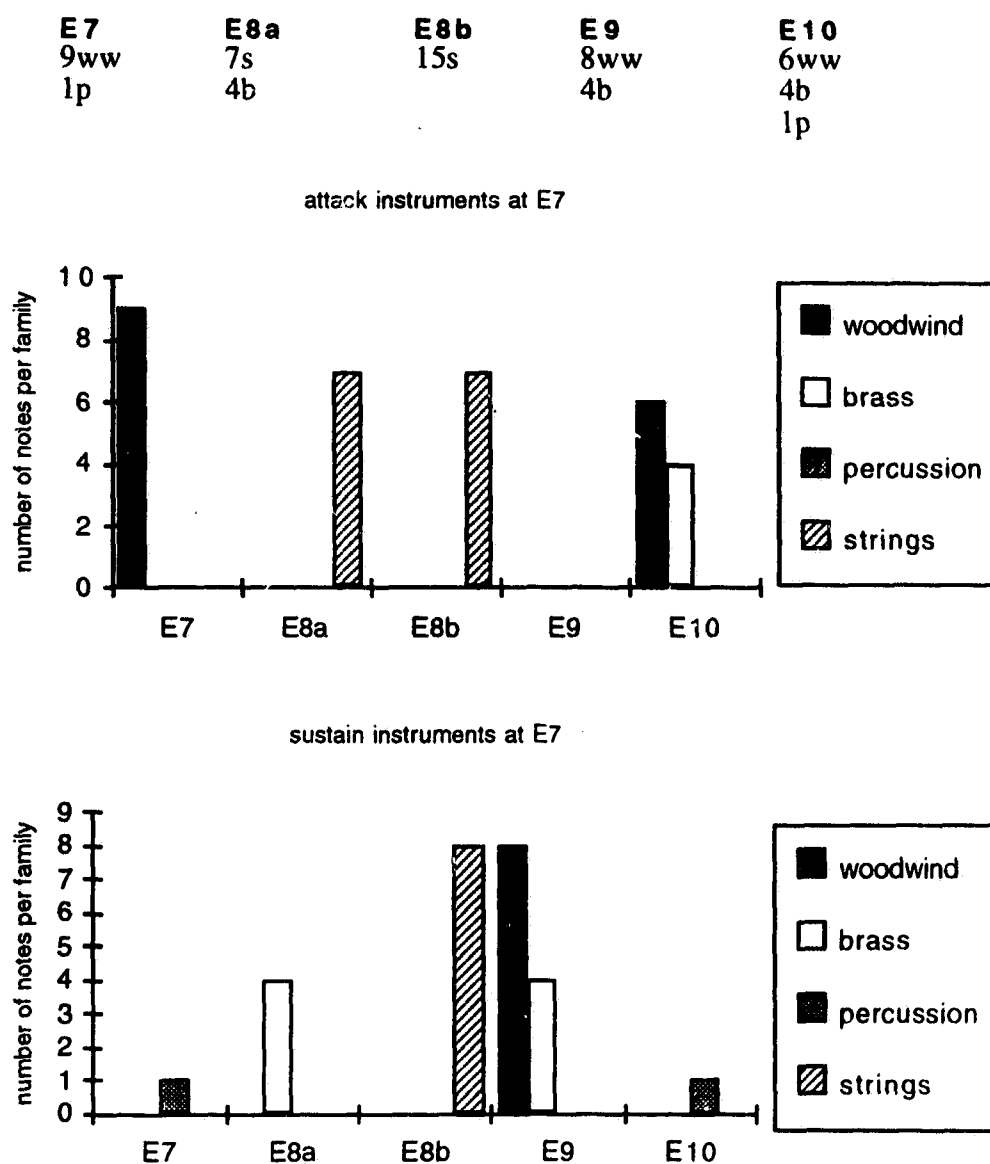 E7 E8a E8b E9 E10
9ww 7s 15s 8ww 6ww
1p 4b 4b 4b
1p
attack instruments at E7
number of notes per family
10
8
6
4
2
0
E7 E8a E8b E9 E10
woodwind
brass
percussion
strings
sustain instruments at E7
number of notes per family
9
8
7
6
5
4
3
2
1
0
E7 E8a E8b E9 E10
woodwind
brass
percussion
strings